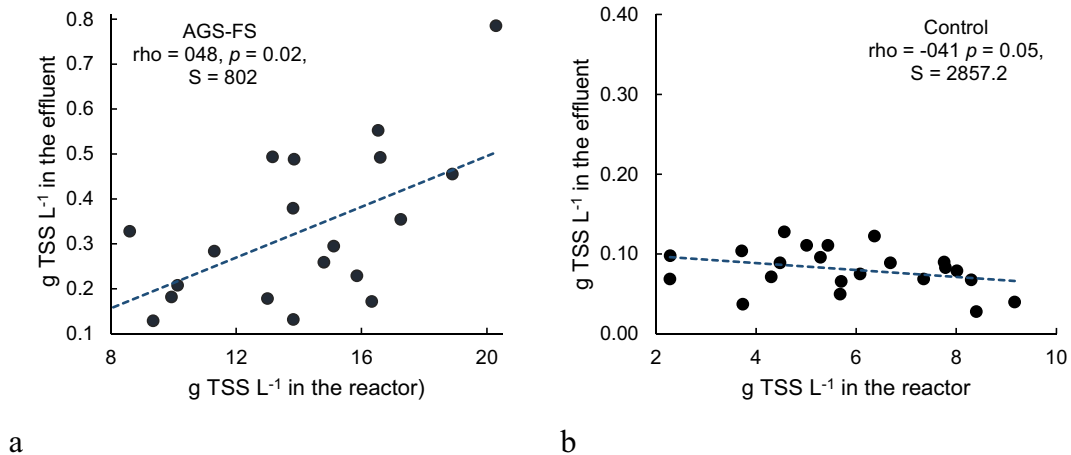 AGS-FS
rho = 048, p = 0.02,
S = 802
g TSS L-1 in the effluent
0.8
0.7
0.6
0.5
0.4
0.3
0.2
0.1
8 12 16 20
g TSS L-1 in the reactor)
a
Control
rho = -041 p = 0.05,
S = 2857.2
g TSS L-1 in the effluent
0.40
0.30
0.20
0.10
0.00
2 4 6 8 10
g TSS L-1 in the reactor
b